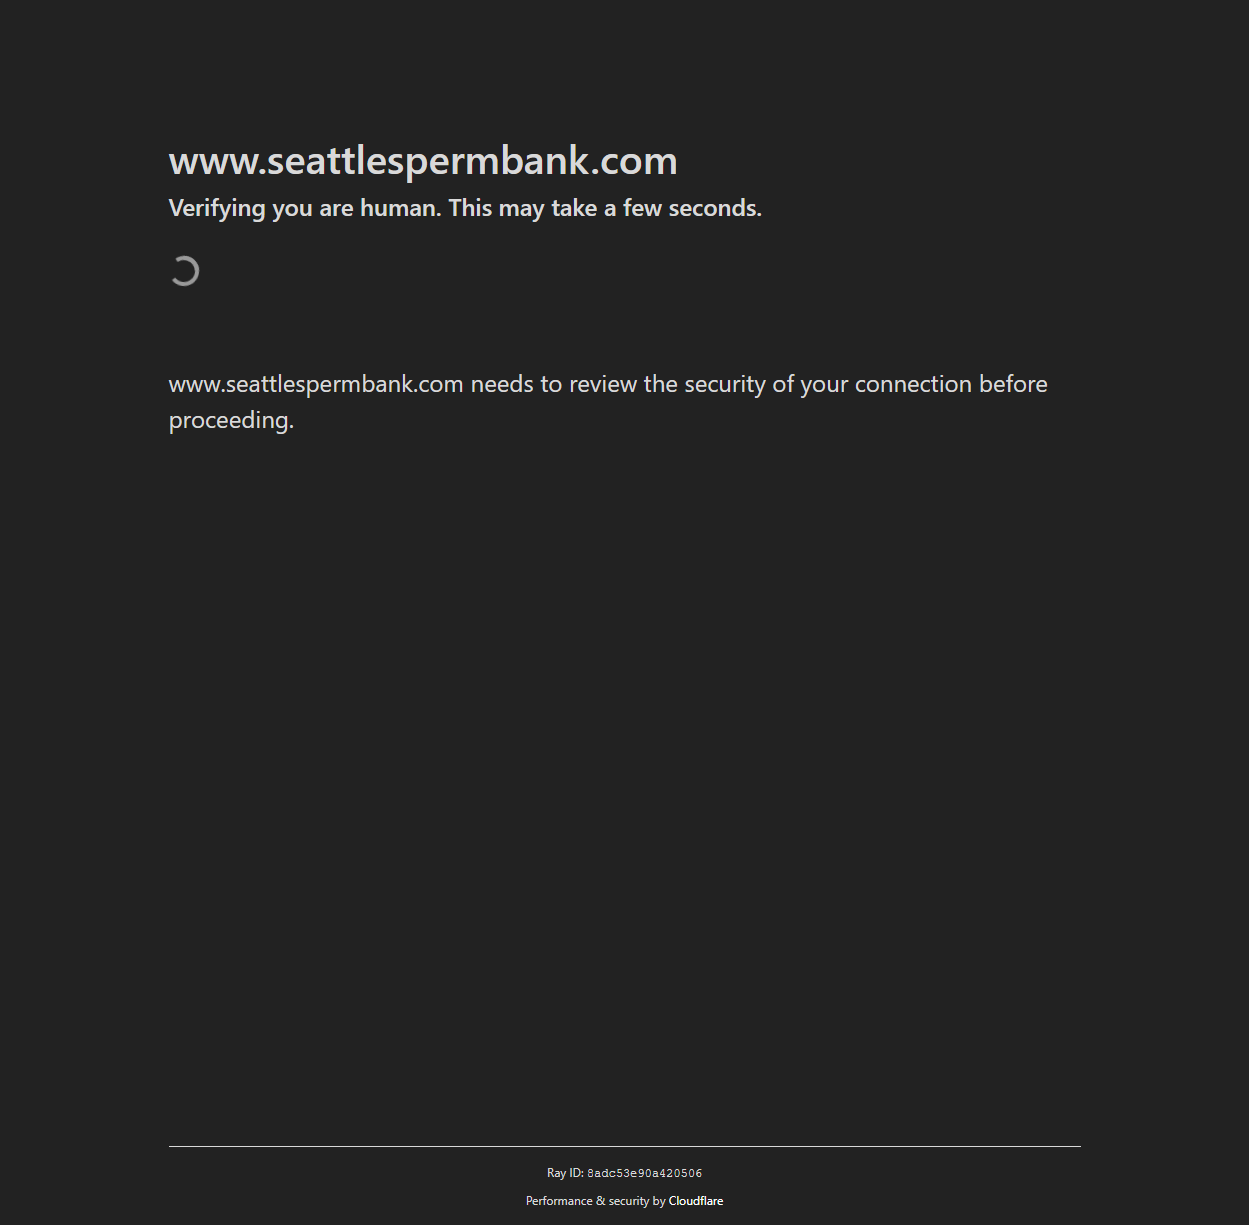 www.seattlespermbank.com
Verifying you are human. This may take a few seconds.
www.seattlespermbank.com needs to review the security of your connection before
proceeding.
Ray ID: 8adc53e90a420506
Performance & security by Cloudflare